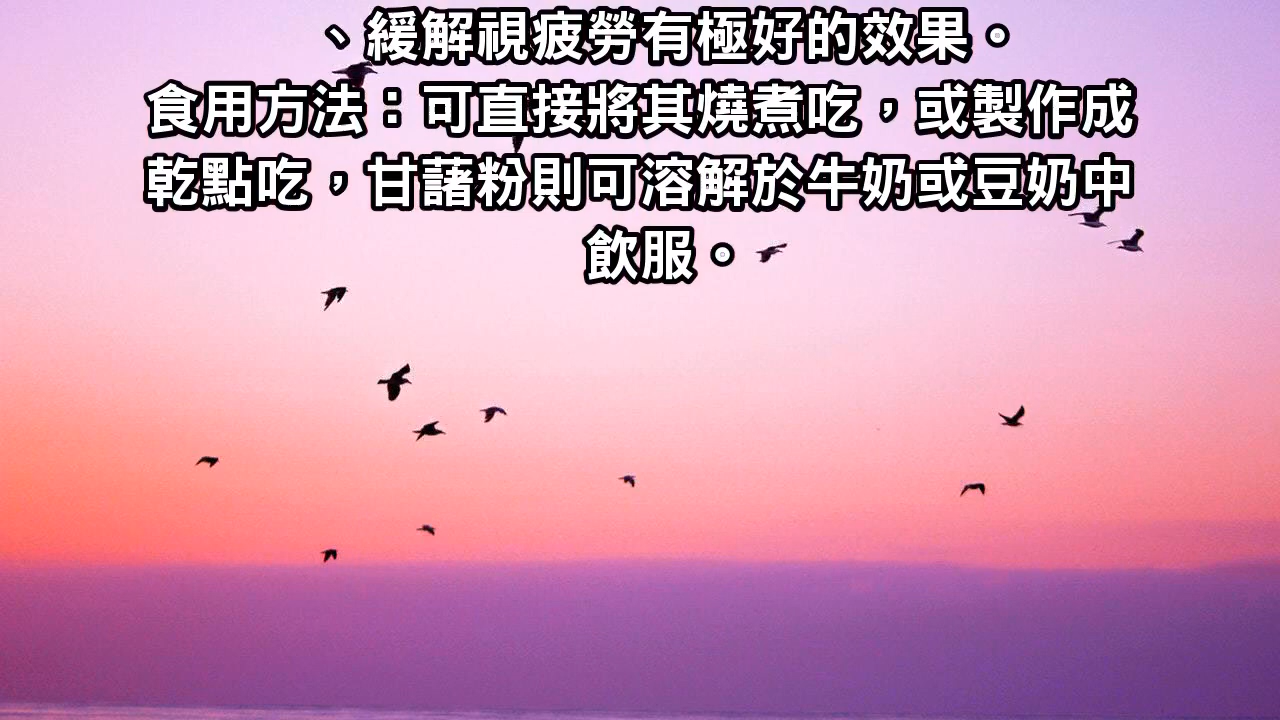 、緩解視疲勞有極好的效果。
食用方法：可直接將其燒煮吃，或製作成
乾點吃，甘藷粉則可溶解於牛奶或豆奶中
飲服。